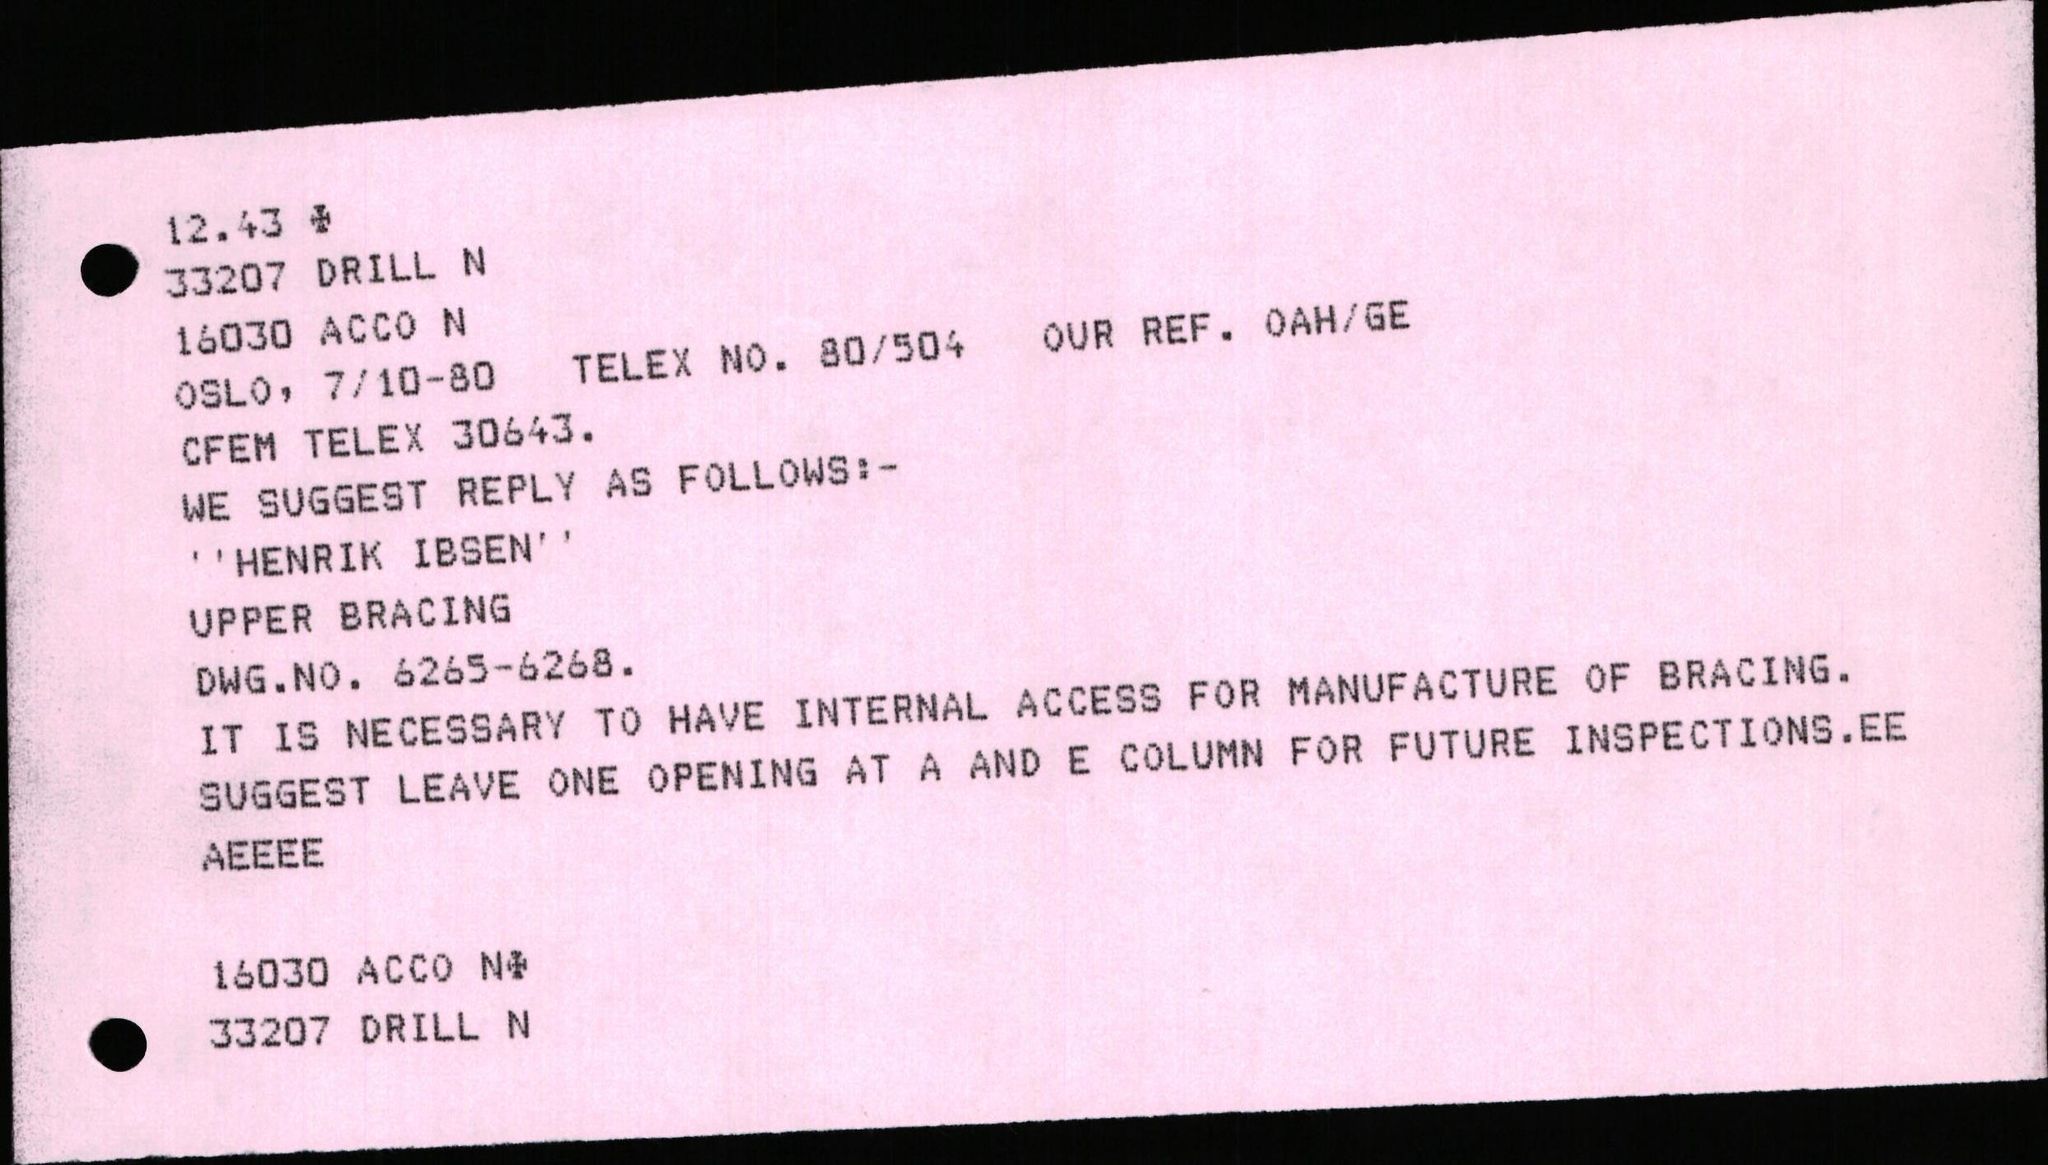 12.43 ✠
33207 DRILL N
16030 ACCO N
OSLO, 7/10-80 TELEX NO. 80/504 OUR REF. OAH/GE
CFEM TELEX 30643.
WE SUGGEST REPLY AS FOLLOWS:-
''HENRIK IBSEN''
UPPER BRACING
DWG.NO. 6265-6268.
IT IS NECESSARY TO HAVE INTERNAL ACCESS FOR MANUFACTURE OF BRACING.
SUGGEST LEAVE ONE OPENING AT A AND E COLUMN FOR FUTURE INSPECTIONS.EE
AEEEE
16030 ACCO N✠
33207 DRILL N